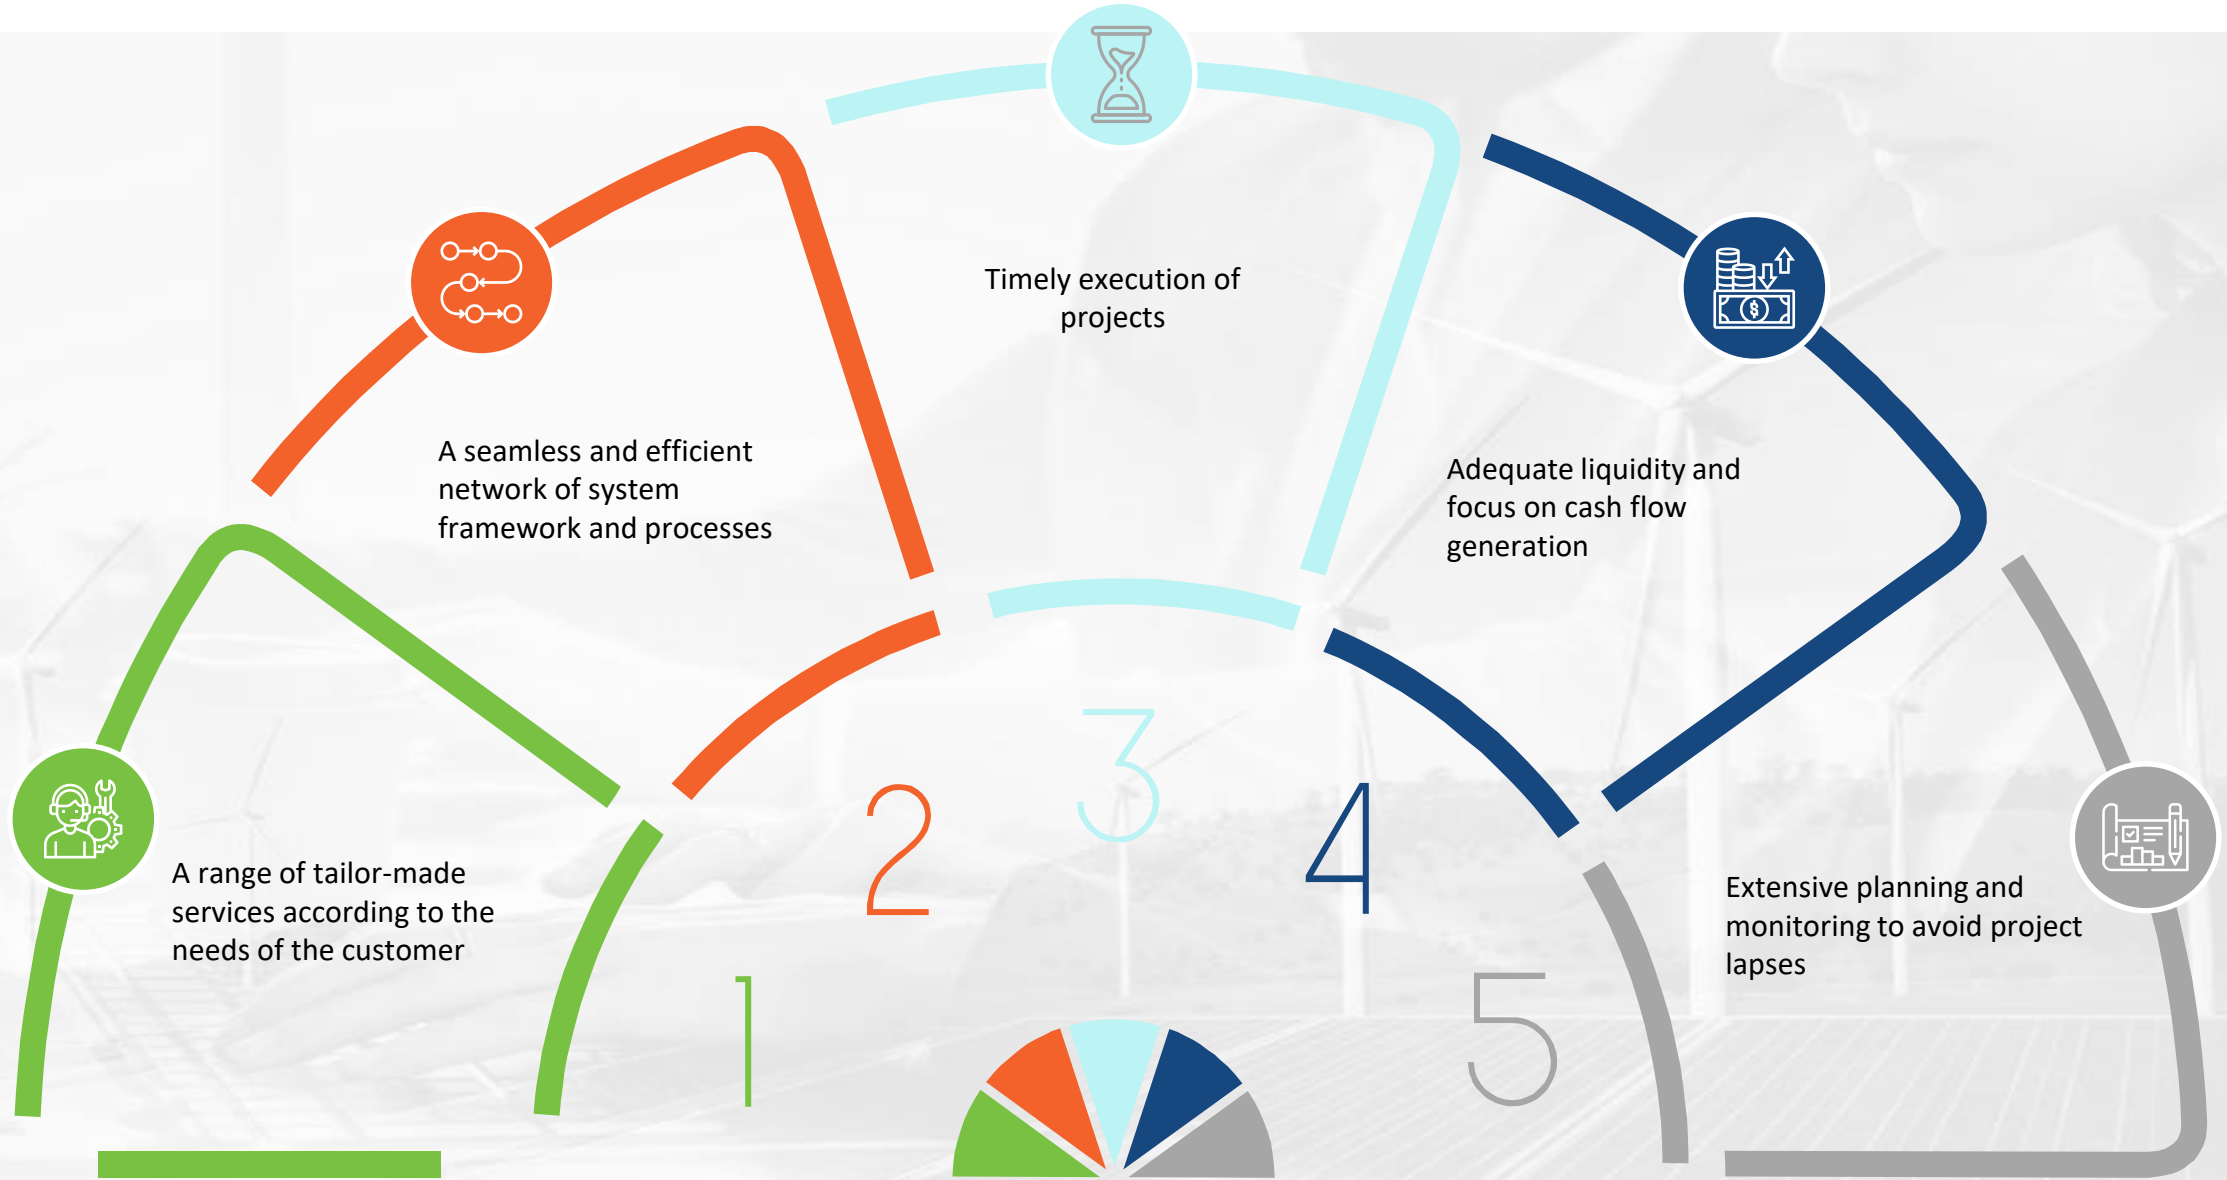 1
A range of tailor-made
services according to the
needs of the customer
2
A seamless and efficient
network of system
framework and processes
3
Timely execution of
projects
4
Adequate liquidity and
focus on cash flow
generation
$
5
Extensive planning and
monitoring to avoid project
lapses